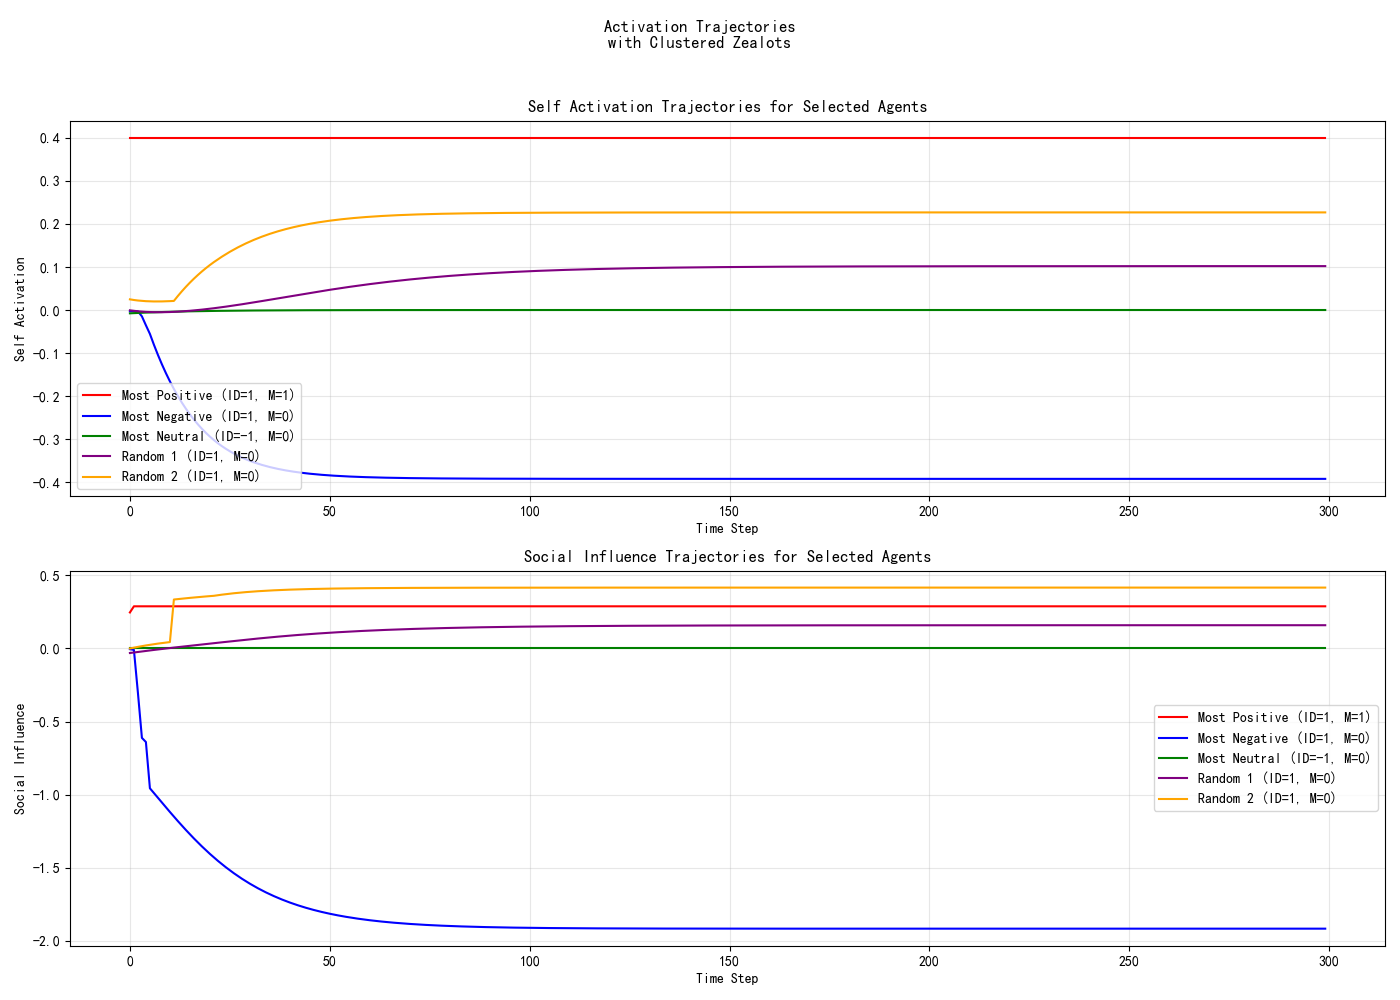 Activation Trajectories
with Clustered Zealots
Self Activation Trajectories for Selected Agents
Self Activation
0.4
0.3
0.2
0.1
0.0
−0.1
−0.2
−0.3
−0.4
Most Positive (ID=1, M=1)
Most Negative (ID=1, M=0)
Most Neutral (ID=-1, M=0)
Random 1 (ID=1, M=0)
Random 2 (ID=1, M=0)
0 50 100 150 200 250 300
Time Step
Social Influence Trajectories for Selected Agents
Social Influence
0.5
0.0
−0.5
−1.0
−1.5
−2.0
Most Positive (ID=1, M=1)
Most Negative (ID=1, M=0)
Most Neutral (ID=-1, M=0)
Random 1 (ID=1, M=0)
Random 2 (ID=1, M=0)
0 50 100 150 200 250 300
Time Step